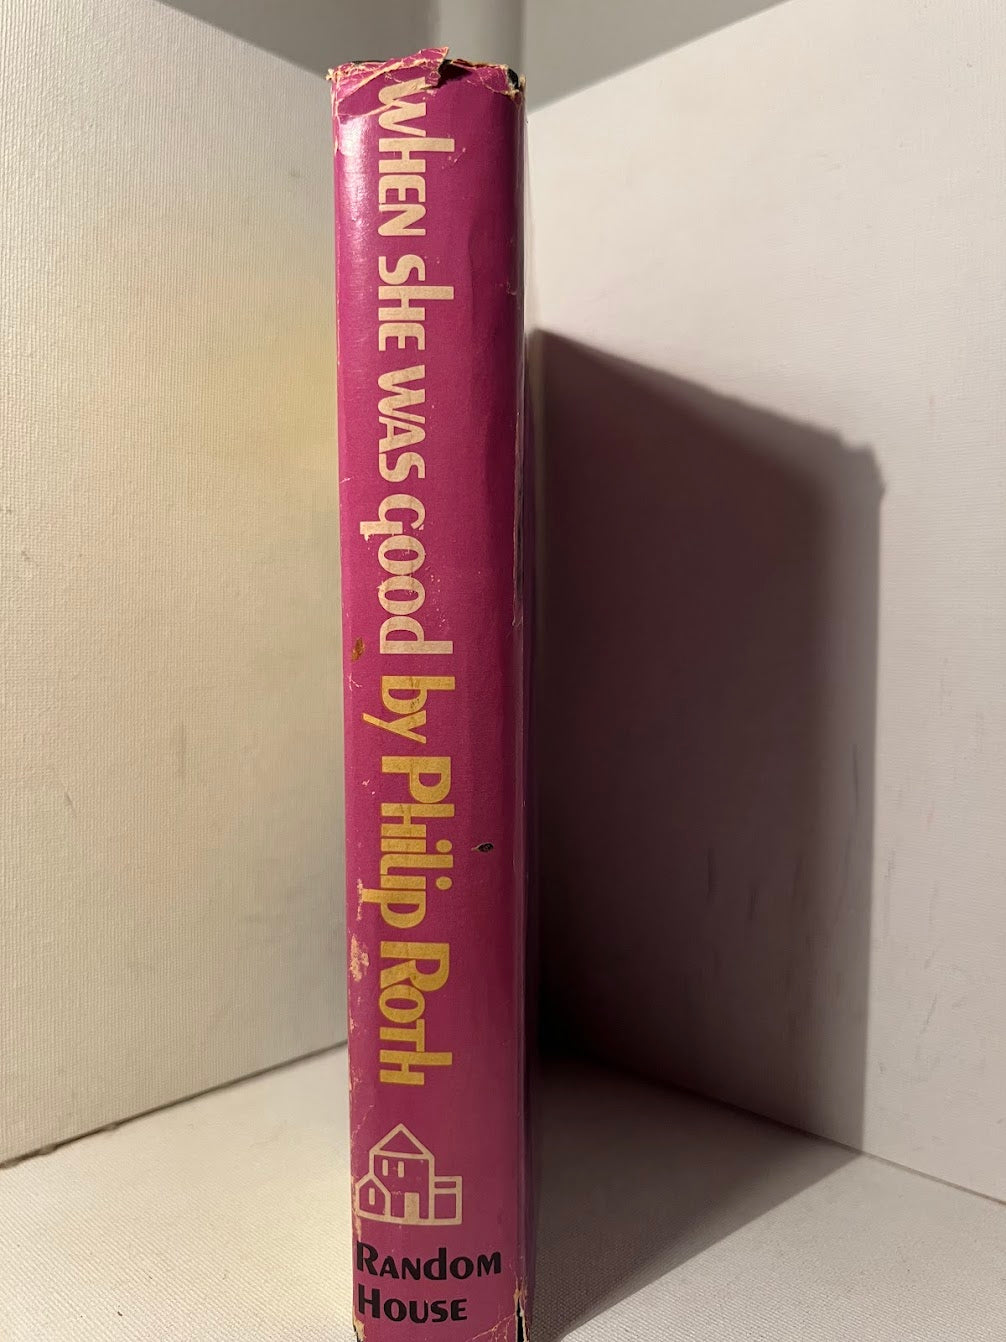 WHEN SHE WAS GOOD by PHILIP ROTH
RANDOM
HOUSE